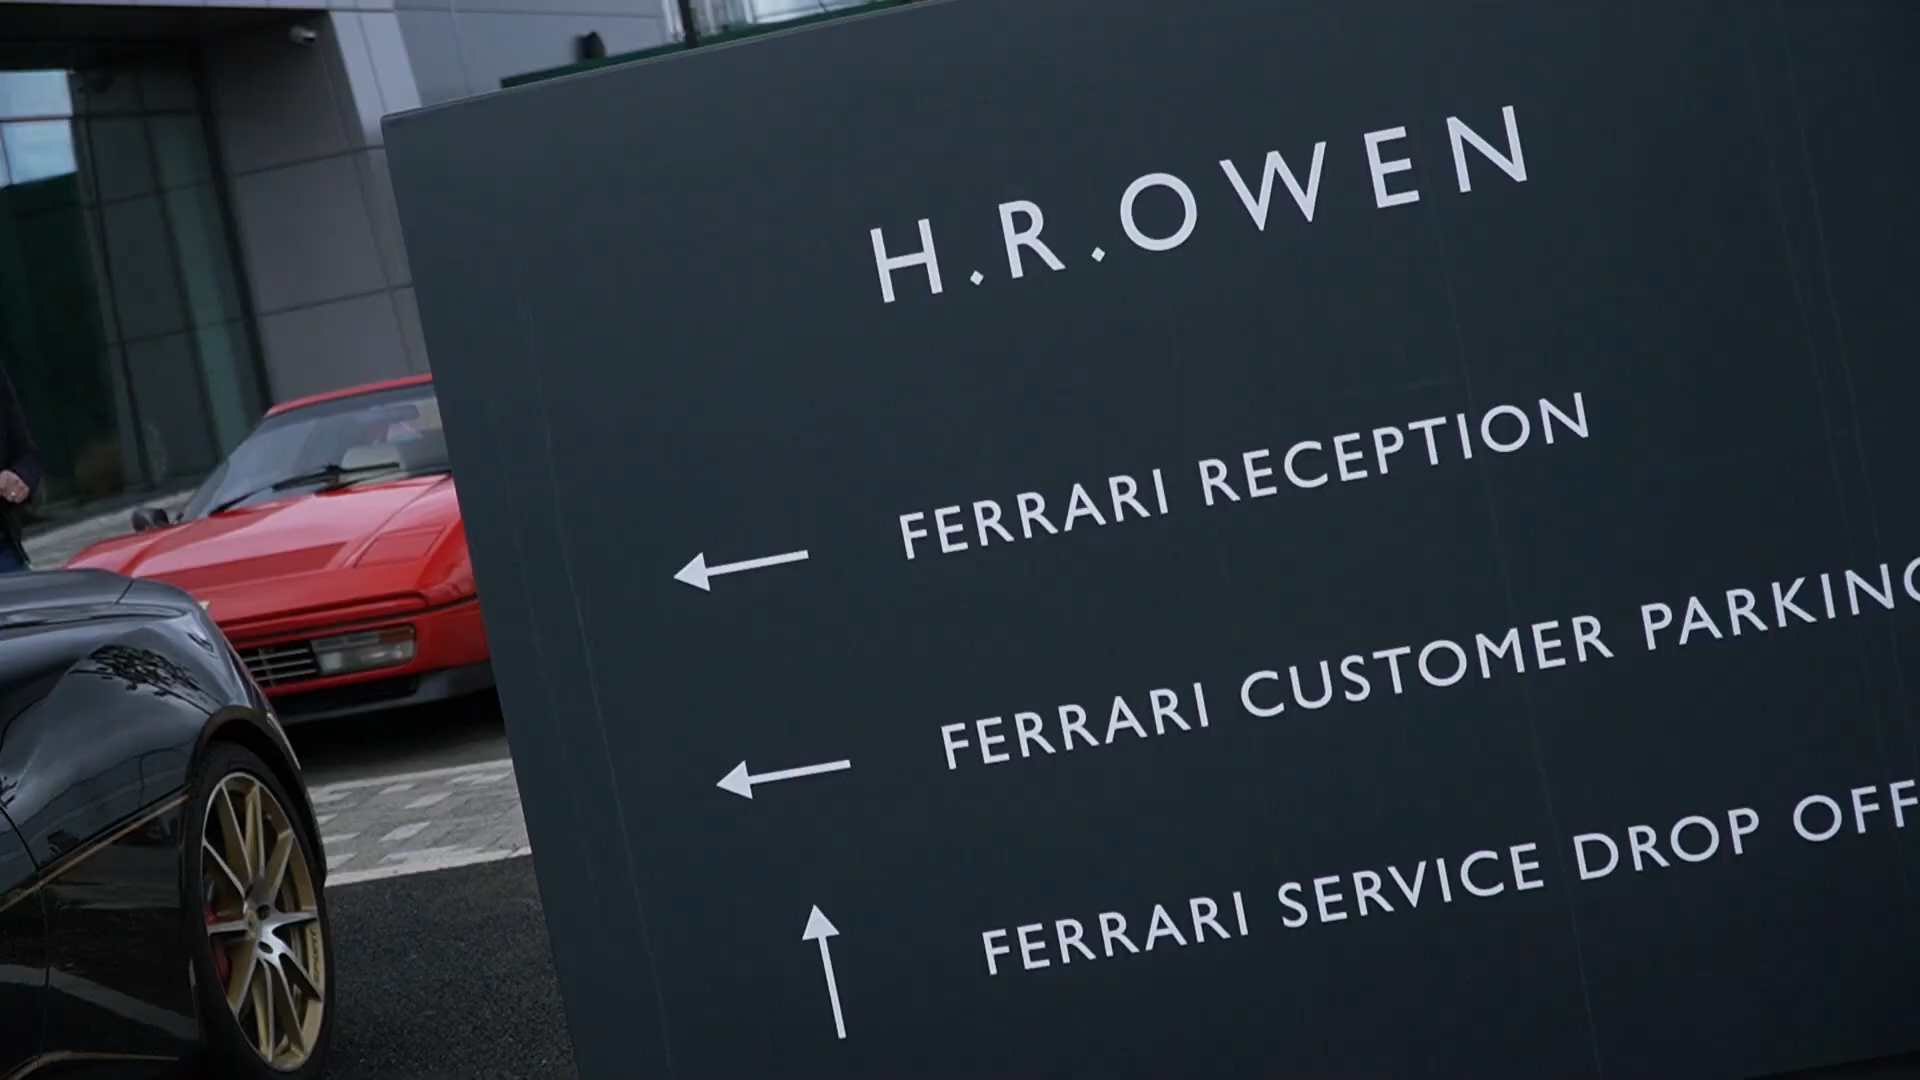 H.R.OWEN
FERRARI RECEPTION
FERRARI CUSTOMER PARKING
FERRARI SERVICE DROP OFF